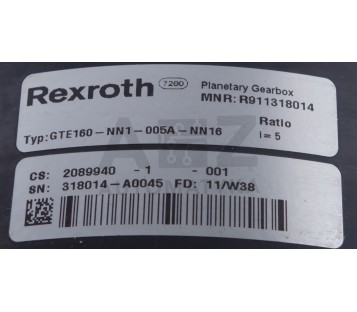 Rexroth 7260 Planetary Gearbox
MNR: R911318014
Ratio
Typ: GTE160-NN1-005A-NN16 i= 5
CS: 2089940 -1 -001
SN: 318014-A0045 FD: 11/W38